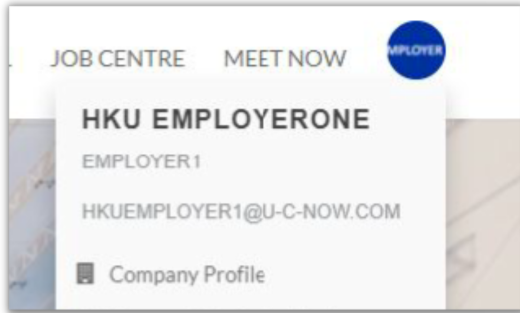 JOB CENTRE MEET NOW MPLOYER
HKU EMPLOYERONE
EMPLOYER1
HKUEMPLOYER1@U-C-NOW.COM
Company Profile